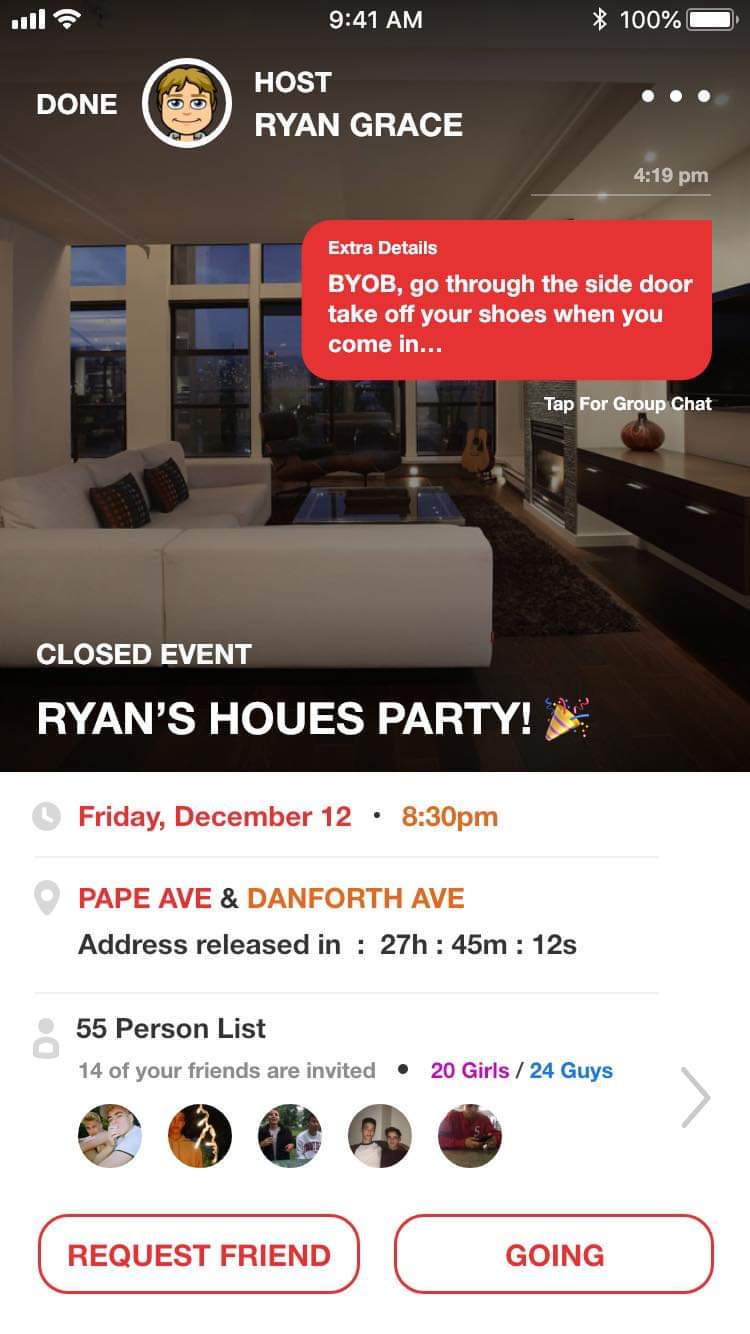 9:41 AM
100%
DONE
HOST
RYAN GRACE
4:19 pm
Extra Details
BYOB, go through the side door
take off your shoes when you
come in...
Tap For Group Chat
CLOSED EVENT
RYAN’S HOUES PARTY! 🎉
Friday, December 12 · 8:30pm
PAPE AVE & DANFORTH AVE
Address released in : 27h : 45m : 12s
55 Person List
14 of your friends are invited • 20 Girls / 24 Guys
REQUEST FRIEND
GOING